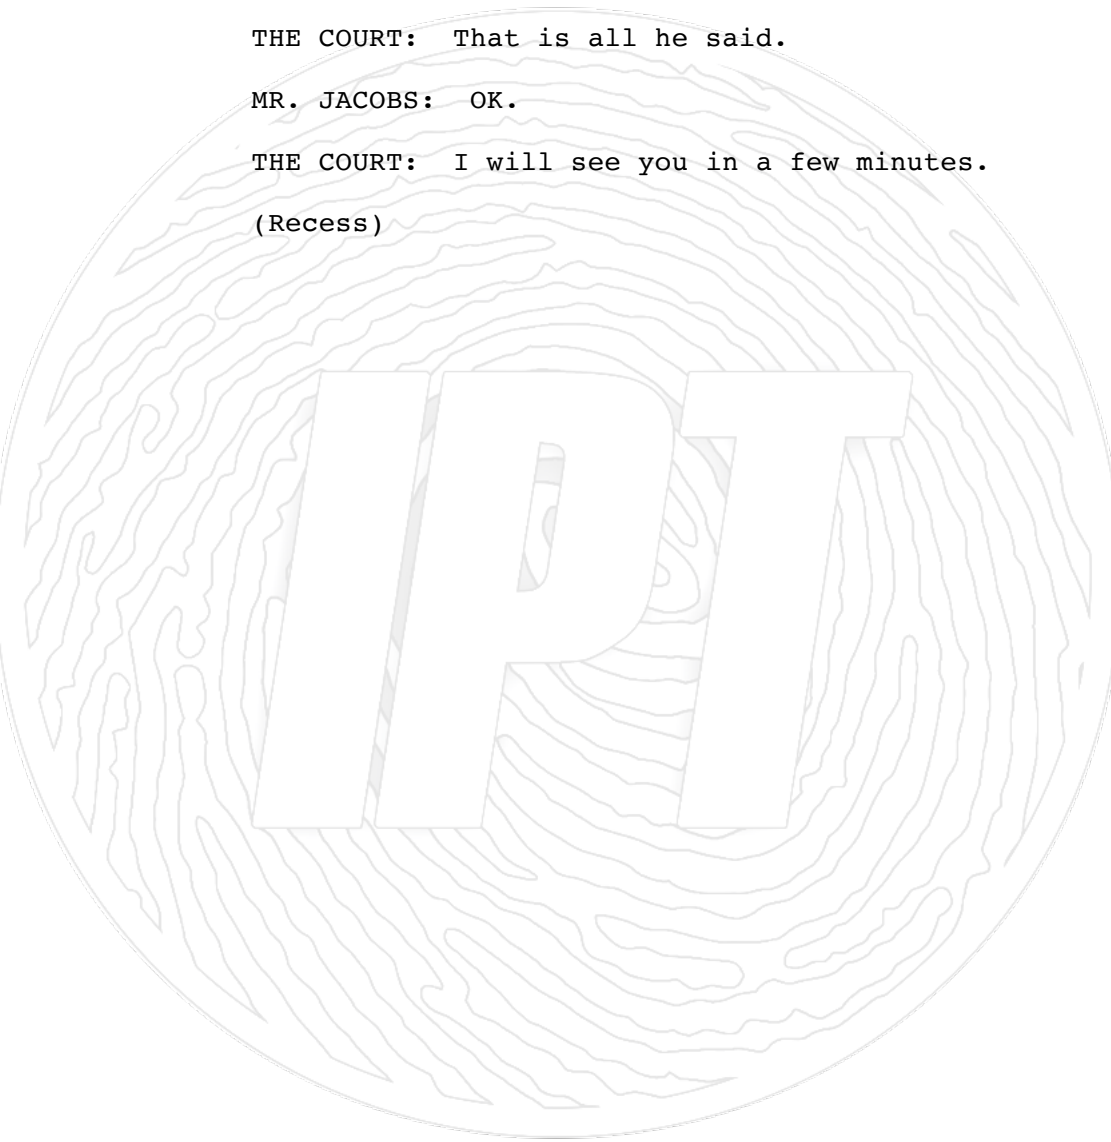 THE COURT:  That is all he said.
MR. JACOBS:  OK.
THE COURT:  I will see you in a few minutes.
(Recess)
IPT